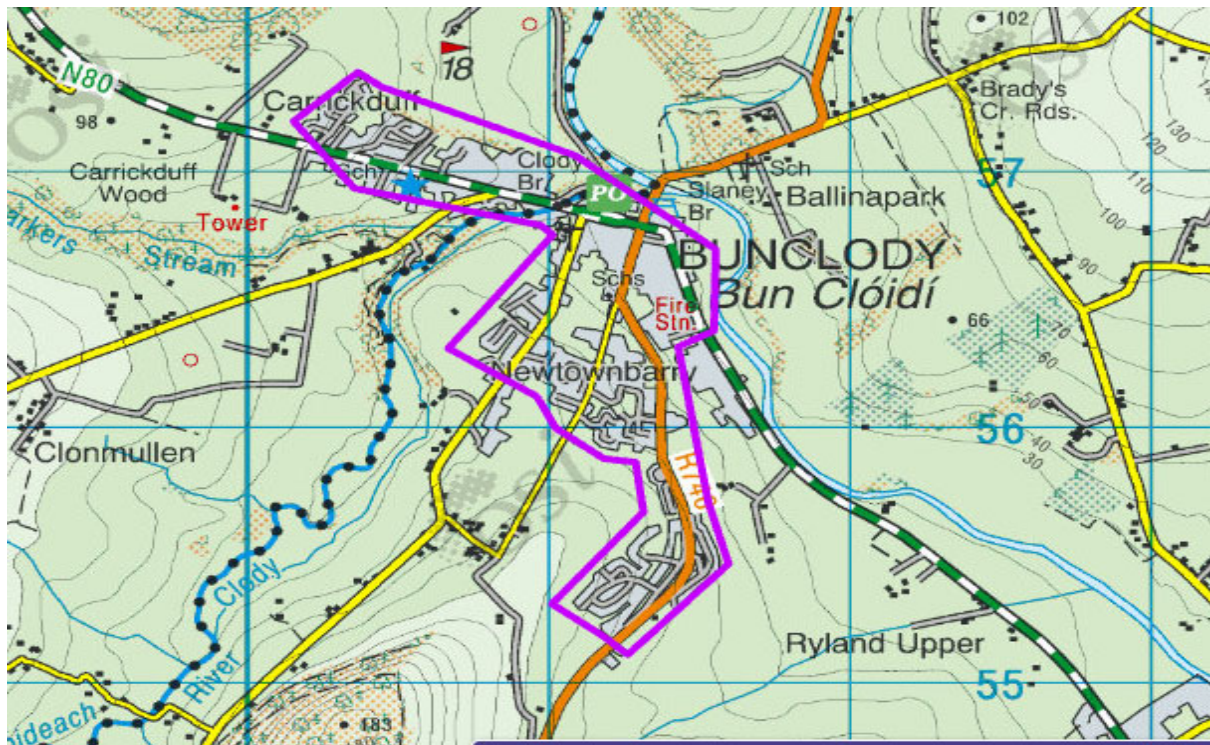 102
18
N80
Carrickduff
Brady's
Cr. Rds.
98
130
120
Clody
Br
57
Sch
110
Carrickduff
Wood
Sch
PO
Slaney
Br
Ballinapark
Tower
100
Stream
BUNCLODY
Bun Clóidí
90
Schs
Fire
Stn.
66
70
60
Newtownbarry
50
45
56
40
30
Clonmullen
Clody
River
Ryland Upper
55
183